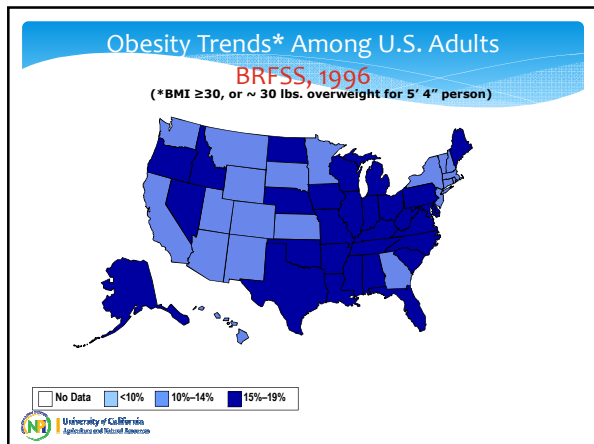 Obesity Trends* Among U.S. Adults
BRFSS, 1996
(*BMI ≥30, or ~ 30 lbs. overweight for 5’ 4” person)
No Data <10% 10%–14% 15%–19%
NPI University of California
Agriculture and Natural Resources